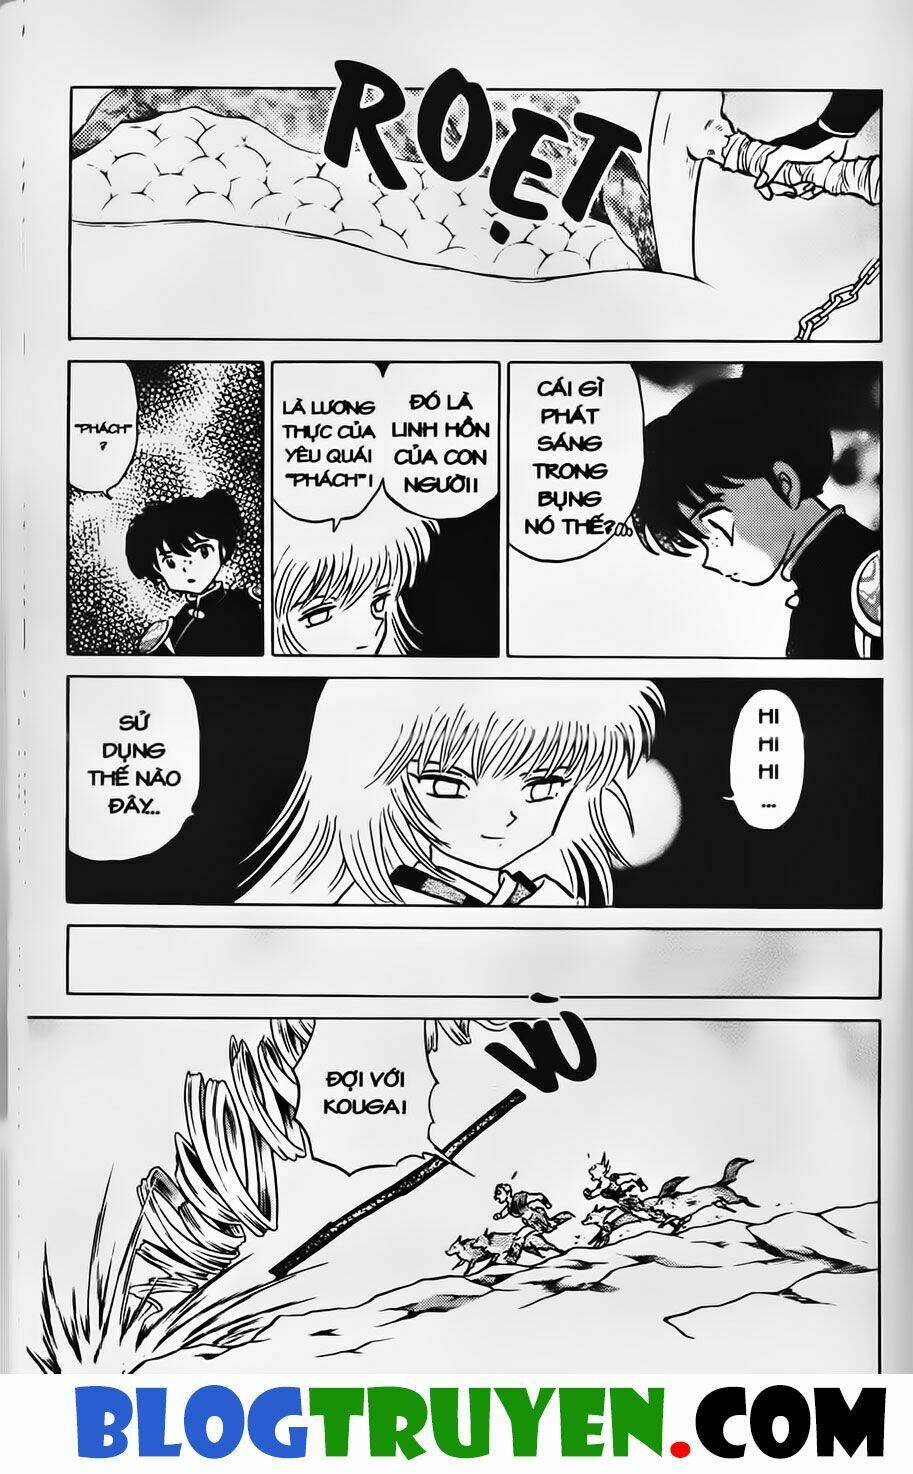 ROẸT
CÁI GÌ
PHÁT
SÁNG
TRONG
BỤNG
NÓ THẾ?
ĐÓ LÀ
LINH HỒN
CỦA CON
NGƯỜI!
LÀ LƯƠNG
THỰC CỦA
YÊU QUÁI
"PHÁCH"!
"PHÁCH"
?
HI
HI
HI
...
SỬ
DỤNG
THẾ NÀO
ĐÂY...
VÙ
ĐỢI VỚI
KOUGA!
BLOGTRUYEN.COM